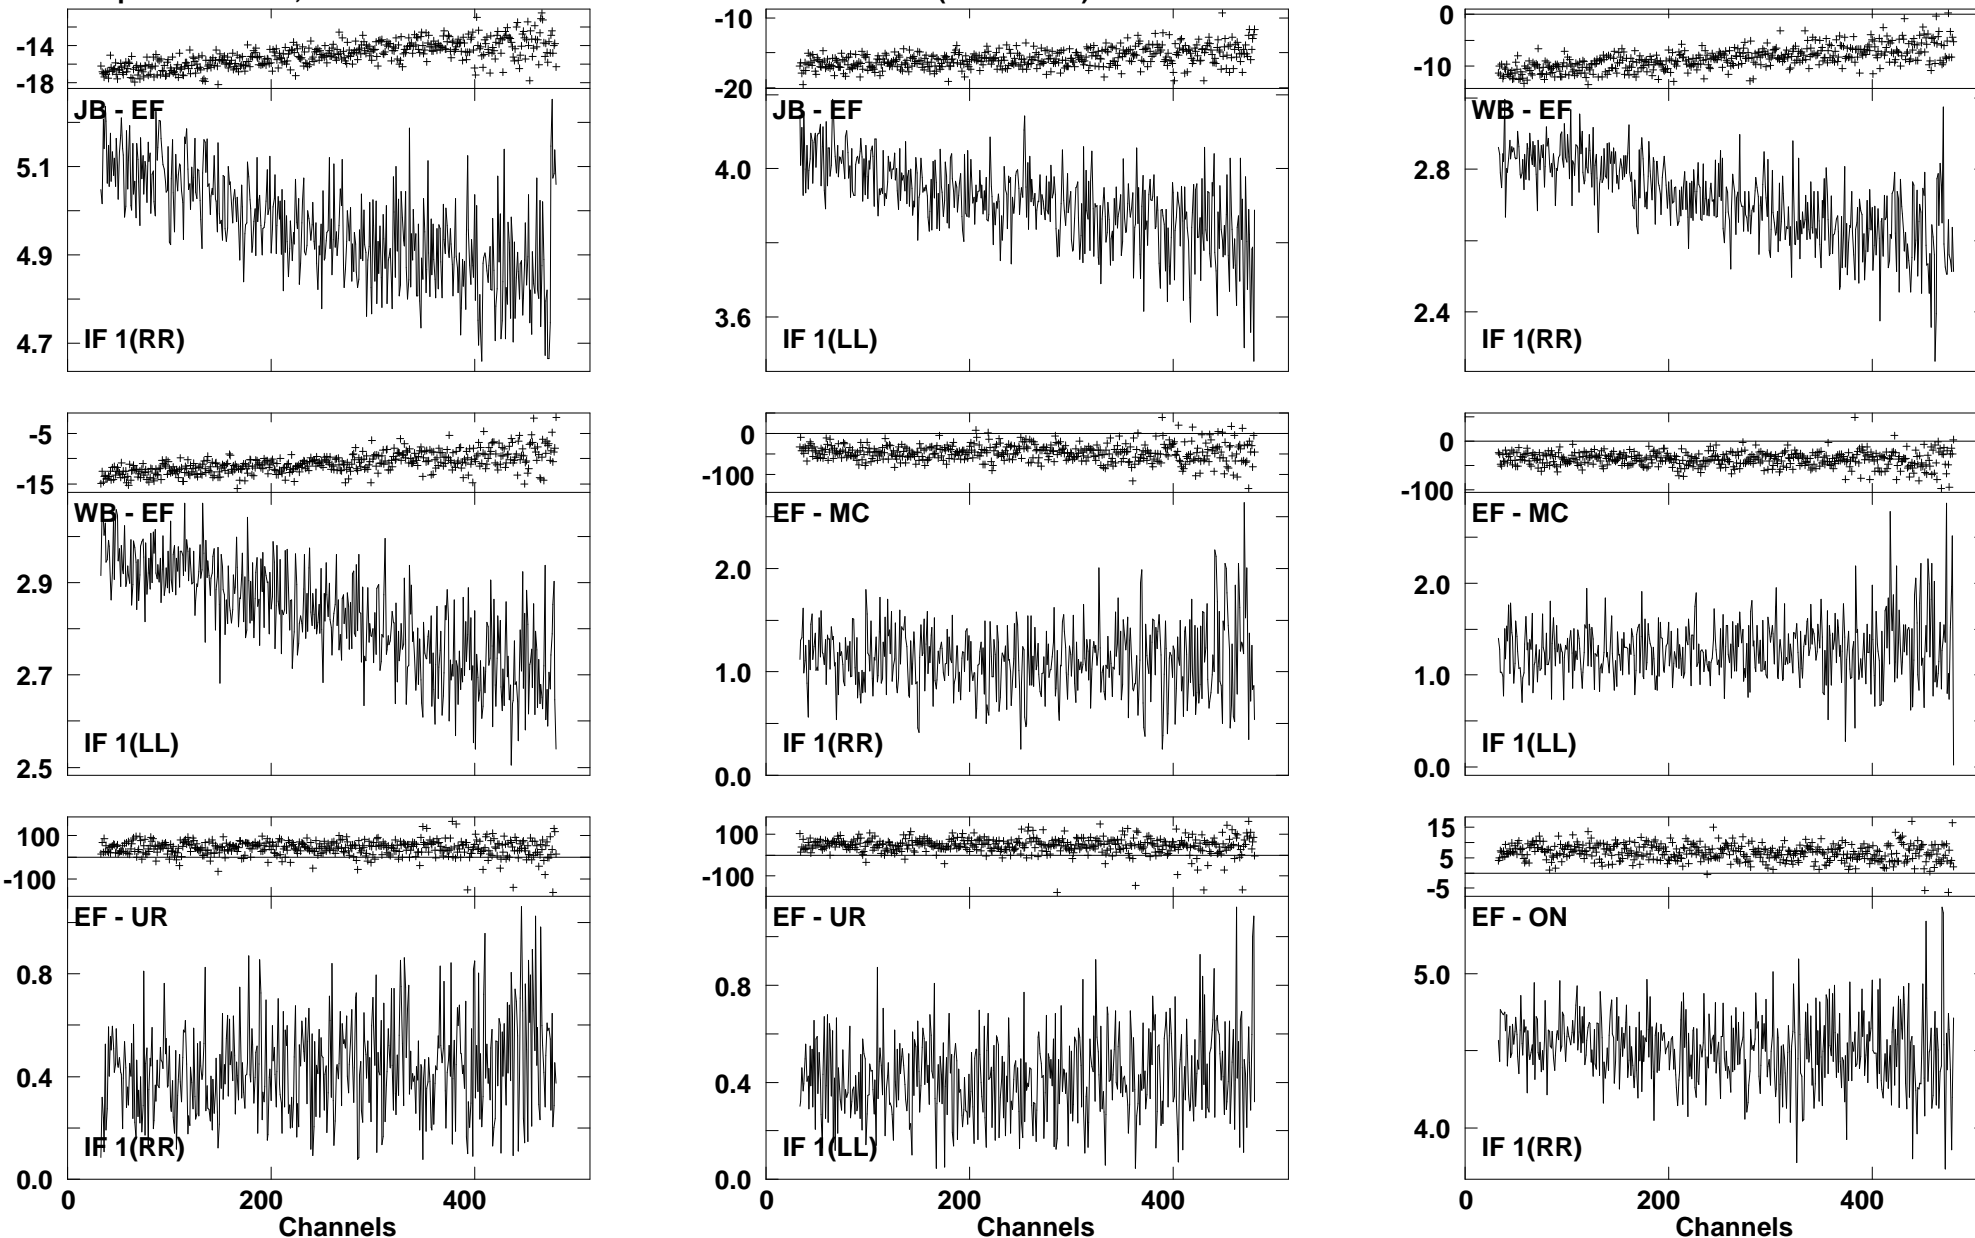 -14
-18
JB - EF
5.1
4.9
4.7
IF 1(RR)
-10
-20
JB - EF
4.0
3.6
IF 1(LL)
0
-10
WB - EF
2.8
2.4
IF 1(RR)
-5
-15
WB - EF
2.9
2.7
2.5
IF 1(LL)
0
-100
EF - MC
2.0
1.0
0.0
IF 1(RR)
0
-100
EF - MC
2.0
1.0
0.0
IF 1(LL)
100
-100
EF - UR
0.8
0.4
0.0
IF 1(RR)
0 200 400
Channels
100
-100
EF - UR
0.8
0.4
0.0
IF 1(LL)
0 200 400
Channels
15
5
-5
EF - ON
5.0
4.0
IF 1(RR)
0 200 400
Channels